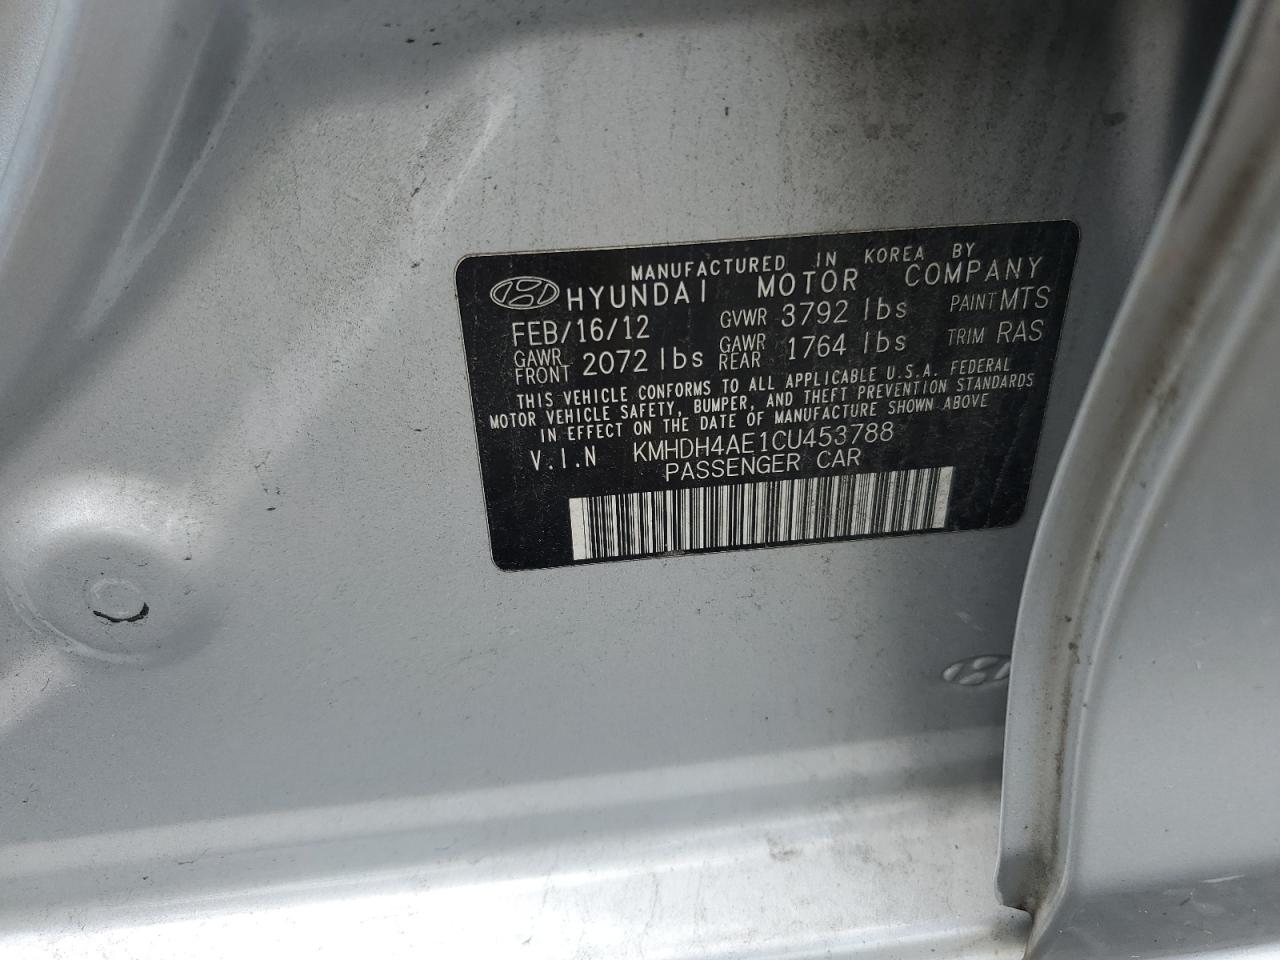 MANUFACTURED IN KOREA BY
HYUNDAI MOTOR COMPANY
FEB/16/12 GVWR 3792 lbs PAINT MTS
GAWR FRONT 2072 lbs GAWR REAR 1764 lbs TRIM RAS
THIS VEHICLE CONFORMS TO ALL APPLICABLE U.S.A. FEDERAL
MOTOR VEHICLE SAFETY, BUMPER, AND THEFT PREVENTION STANDARDS
IN EFFECT ON THE DATE OF MANUFACTURE SHOWN ABOVE
V.I.N KMHDH4AE1CU453788
PASSENGER CAR